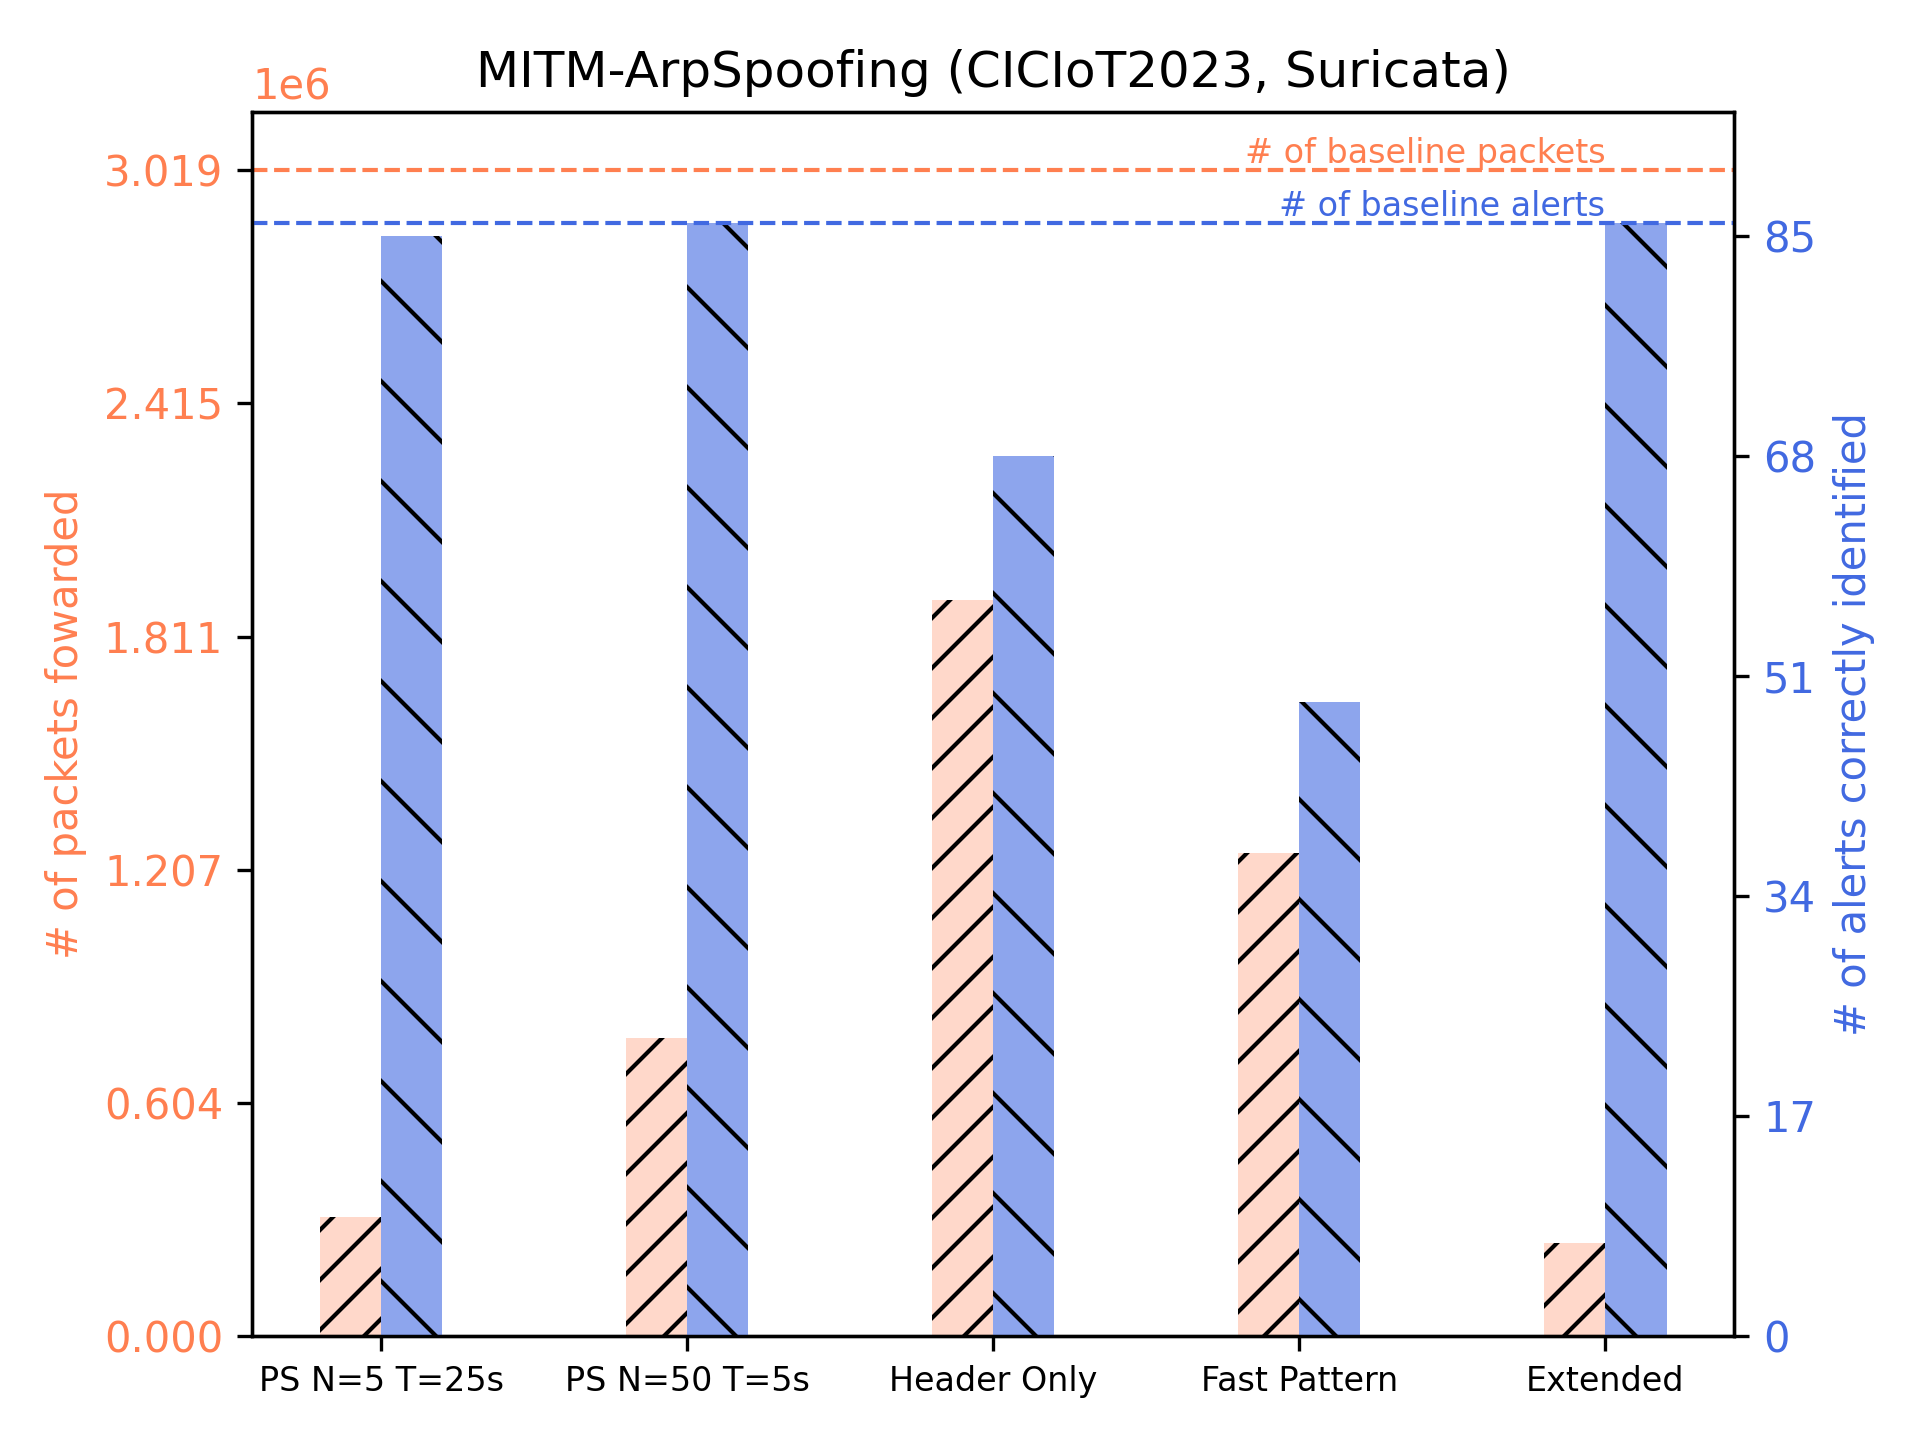 MITM-ArpSpoofing (CICIoT2023, Suricata)
1e6
# of baseline packets
# of baseline alerts
3.019
2.415
1.811
1.207
0.604
0.000
# of packets fowarded
85
68
51
34
17
0
# of alerts correctly identified
PS N=5 T=25s
PS N=50 T=5s
Header Only
Fast Pattern
Extended